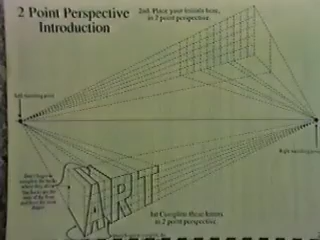 2 Point Perspective
Introduction
2nd: Place your initials here,
in 2 point perspective.
Left vanishing point
Right vanishing point
ART
1st: Complete these letters
in 2 point perspective.